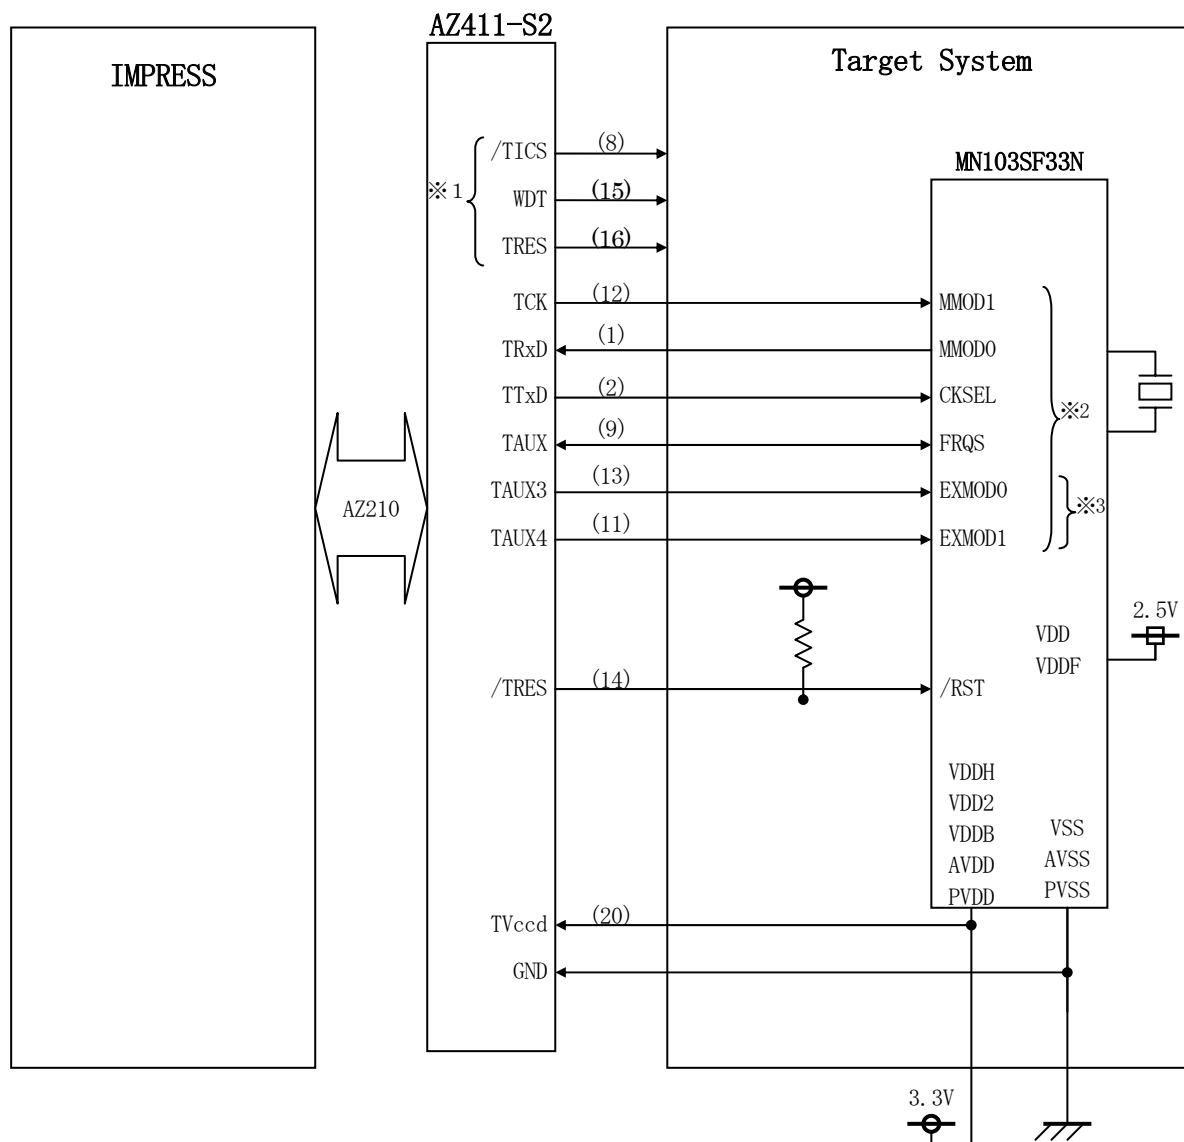 AZ411-S2
IMPRESS
Target System
MN103SF33N
※1
/TICS (8)
WDT (15)
TRES (16)
TCK (12) MMOD1
TRxD (1) MMOD0
TTxD (2) CKSEL
※2
TAUX (9) FRQS
TAUX3 (13) EXMOD0
※3
AZ210
TAUX4 (11) EXMOD1
2.5V
VDD
VDDF
/TRES (14) /RST
VDDH
VDD2
VDDB
AVDD
PVDD
VSS
AVSS
PVSS
TVccd (20)
GND
3.3V